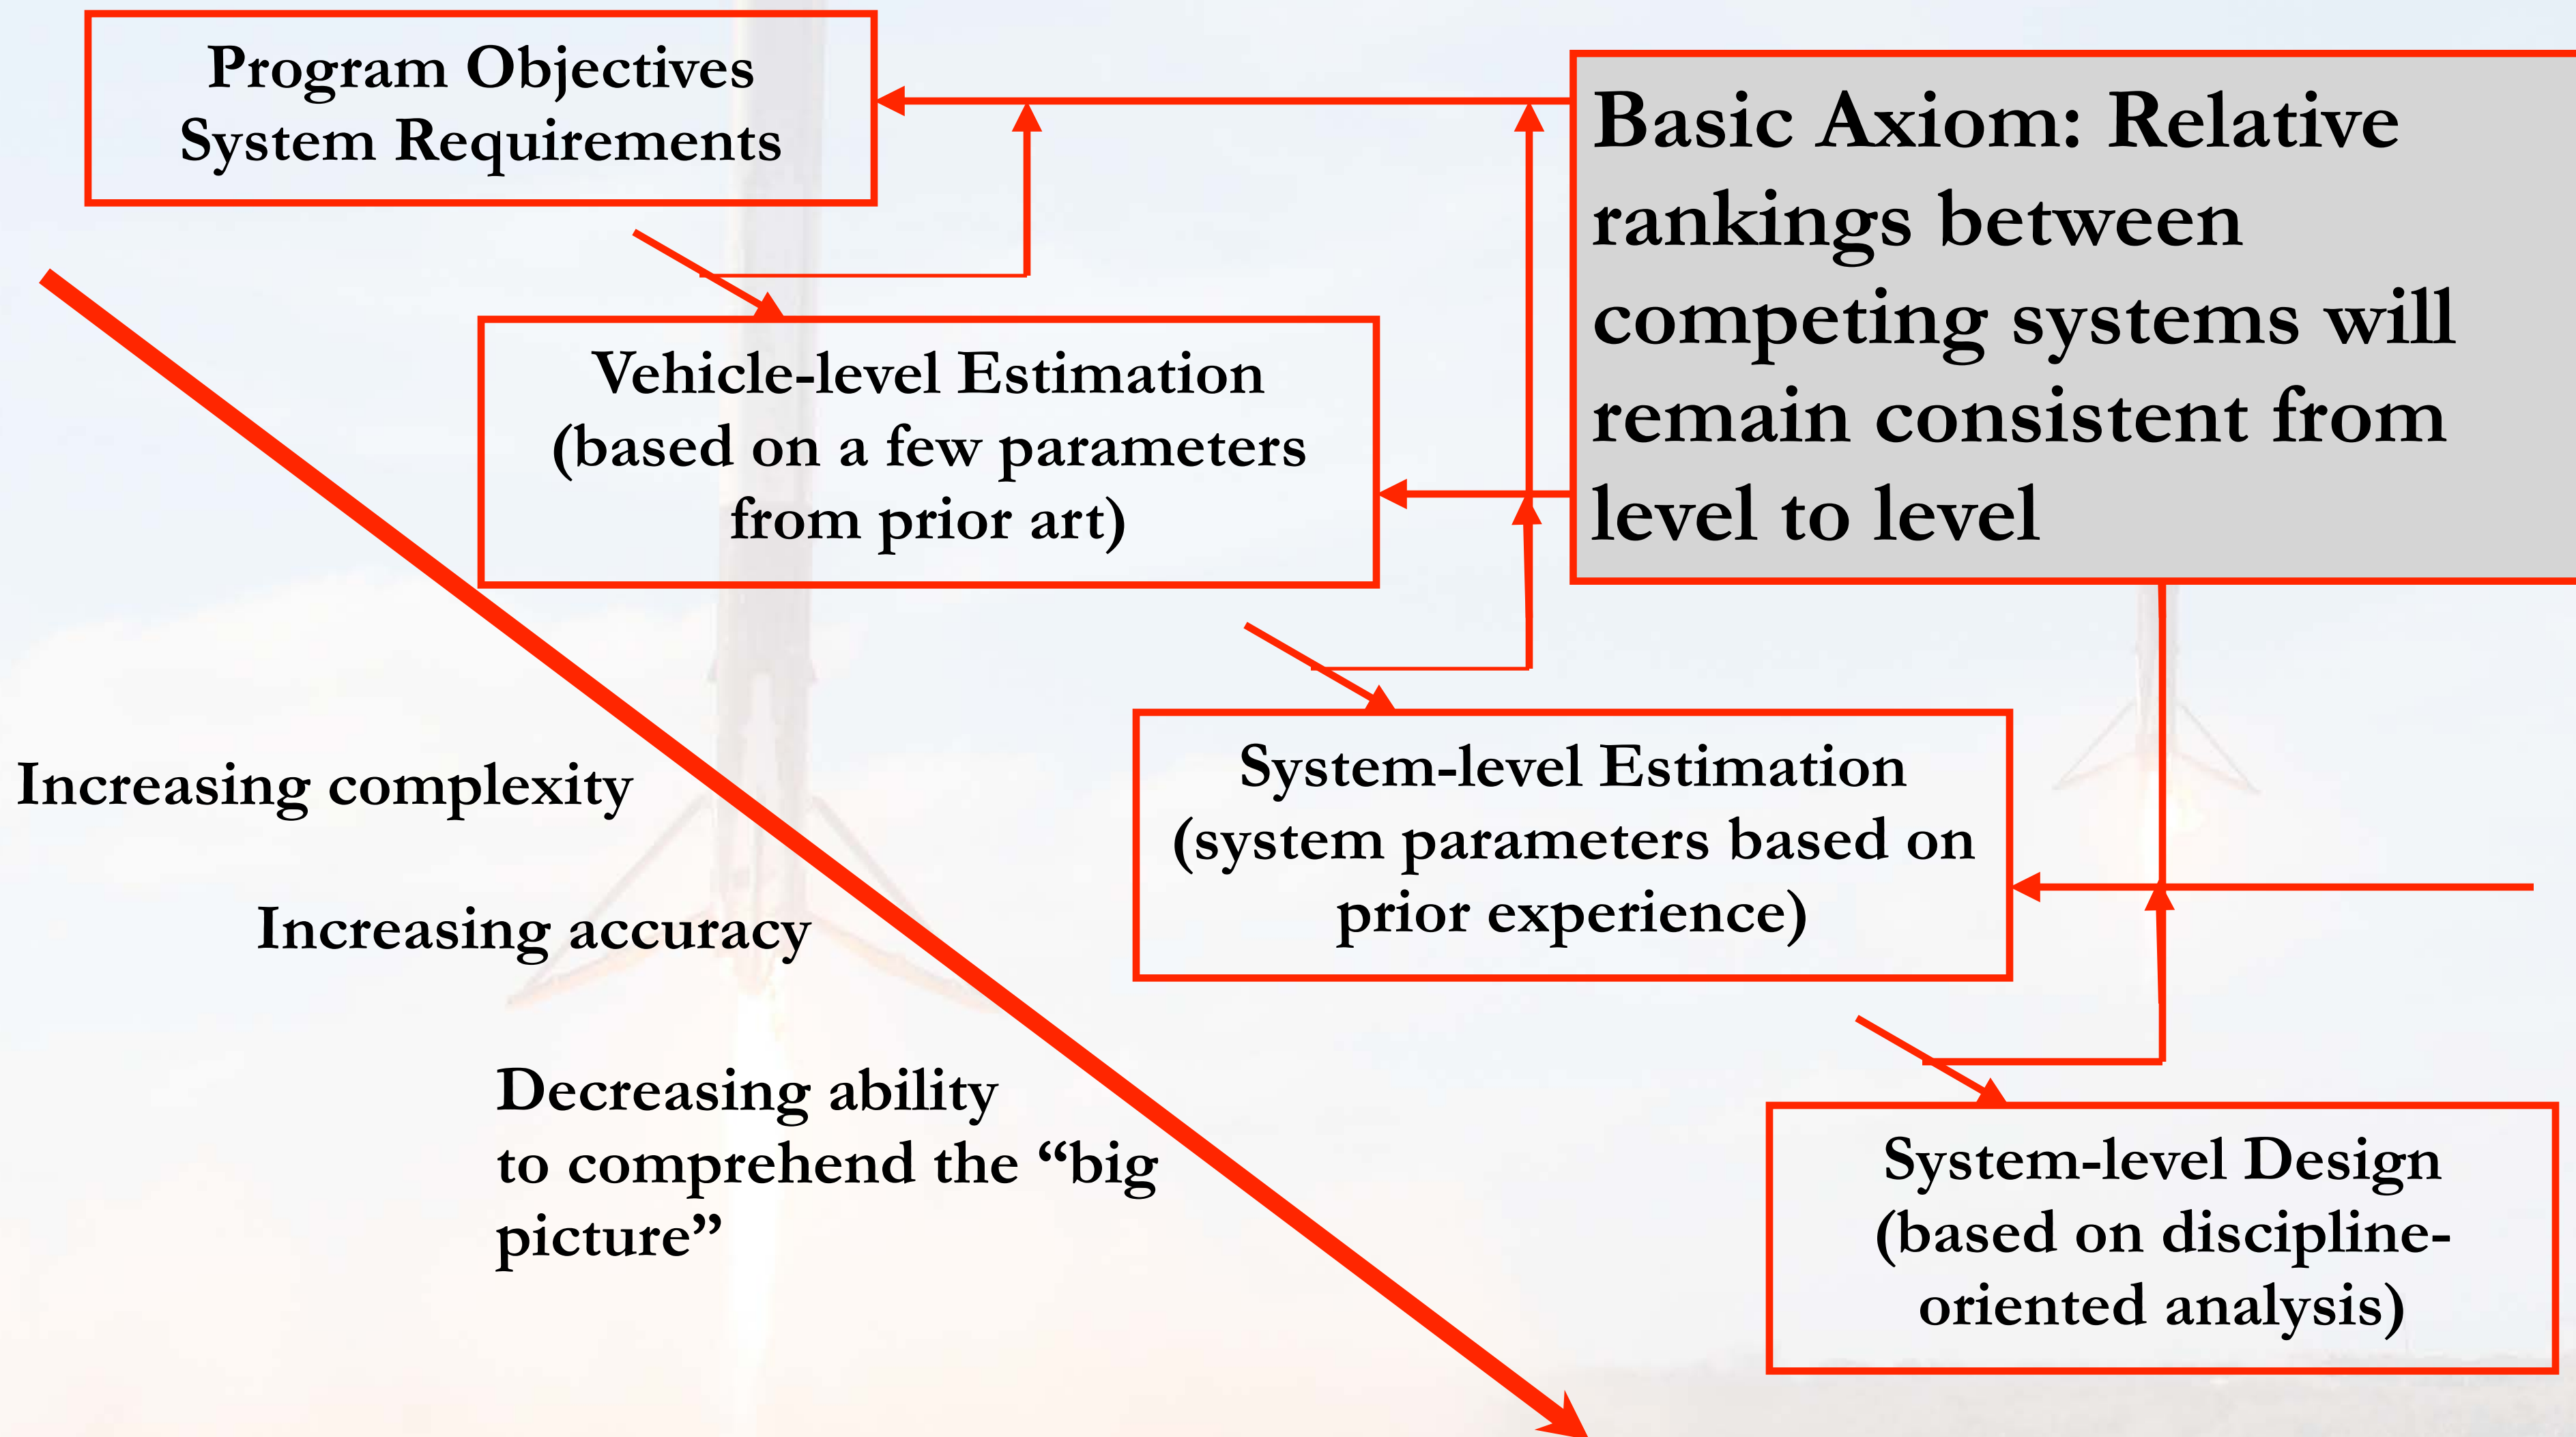 Program Objectives
System Requirements
Basic Axiom: Relative
rankings between
competing systems will
remain consistent from
level to level
Vehicle-level Estimation
(based on a few parameters
from prior art)
System-level Estimation
(system parameters based on
prior experience)
Increasing complexity
Increasing accuracy
Decreasing ability
to comprehend the “big
picture”
System-level Design
(based on discipline-
oriented analysis)